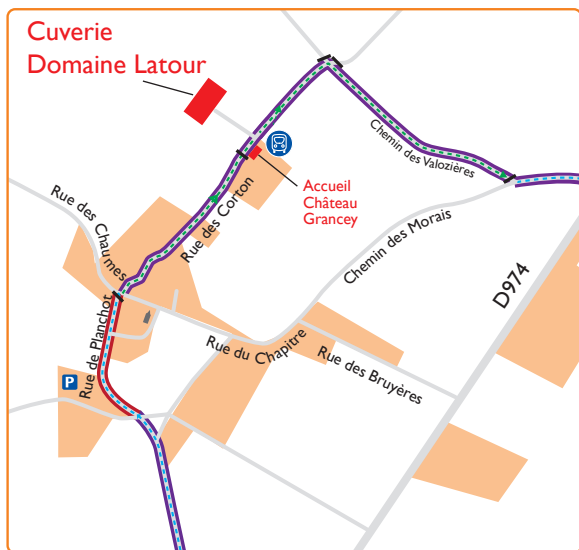 Cuverie
Domaine Latour
Chemin des Valozières
Accueil
Château
Grancey
Rue des Corton
Rue des Chaumes
Chemin des Morais
D974
Rue de Planchot
Rue du Chapitre
Rue des Bruyères
P